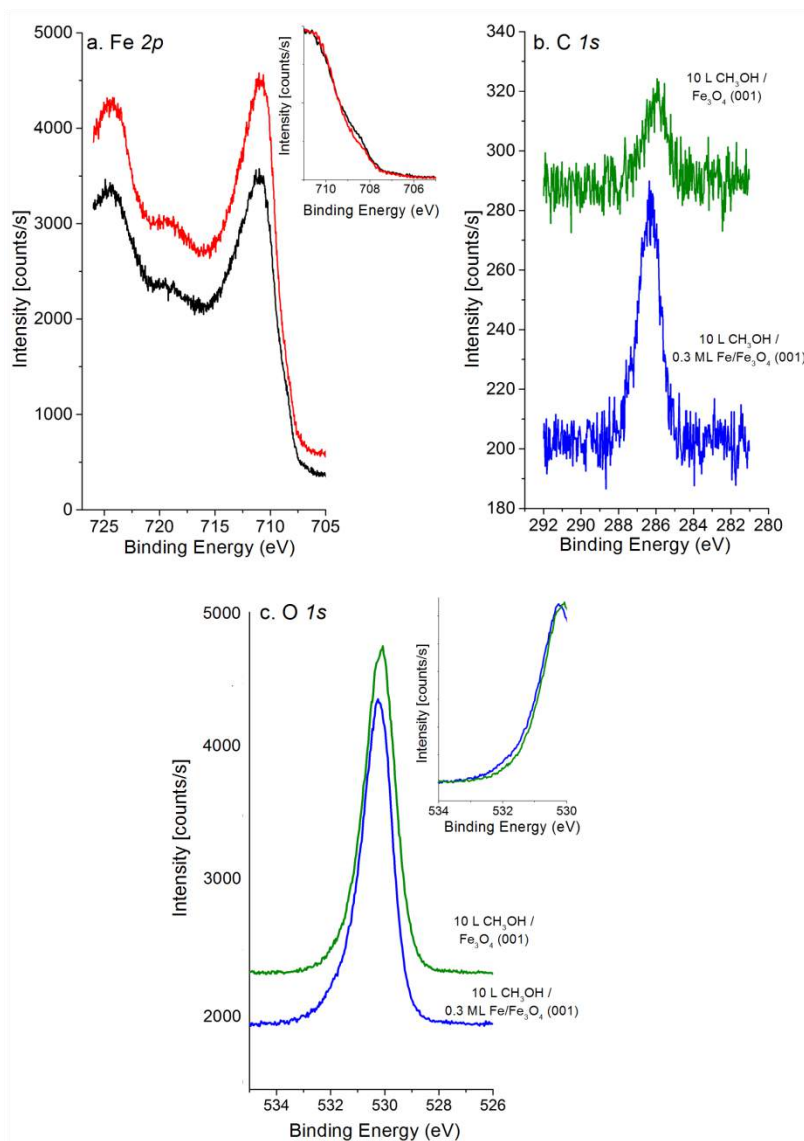 a. Fe 2p
Intensity [counts/s]
5000
4000
3000
2000
1000
0
725 720 715 710 705
Binding Energy (eV)
Intensity [counts/s]
710 708 706
Binding Energy (eV)
b. C 1s
Intensity [counts/s]
340
320
300
280
260
240
220
200
180
10 L CH₃OH /
Fe₃O₄ (001)
10 L CH₃OH /
0.3 ML Fe/Fe₃O₄ (001)
292 290 288 286 284 282 280
Binding Energy (eV)
c. O 1s
Intensity [counts/s]
5000
4000
3000
2000
Intensity [counts/s]
534 532 530
Binding Energy (eV)
10 L CH₃OH /
Fe₃O₄ (001)
10 L CH₃OH /
0.3 ML Fe/Fe₃O₄ (001)
534 532 530 528 526
Binding Energy (eV)